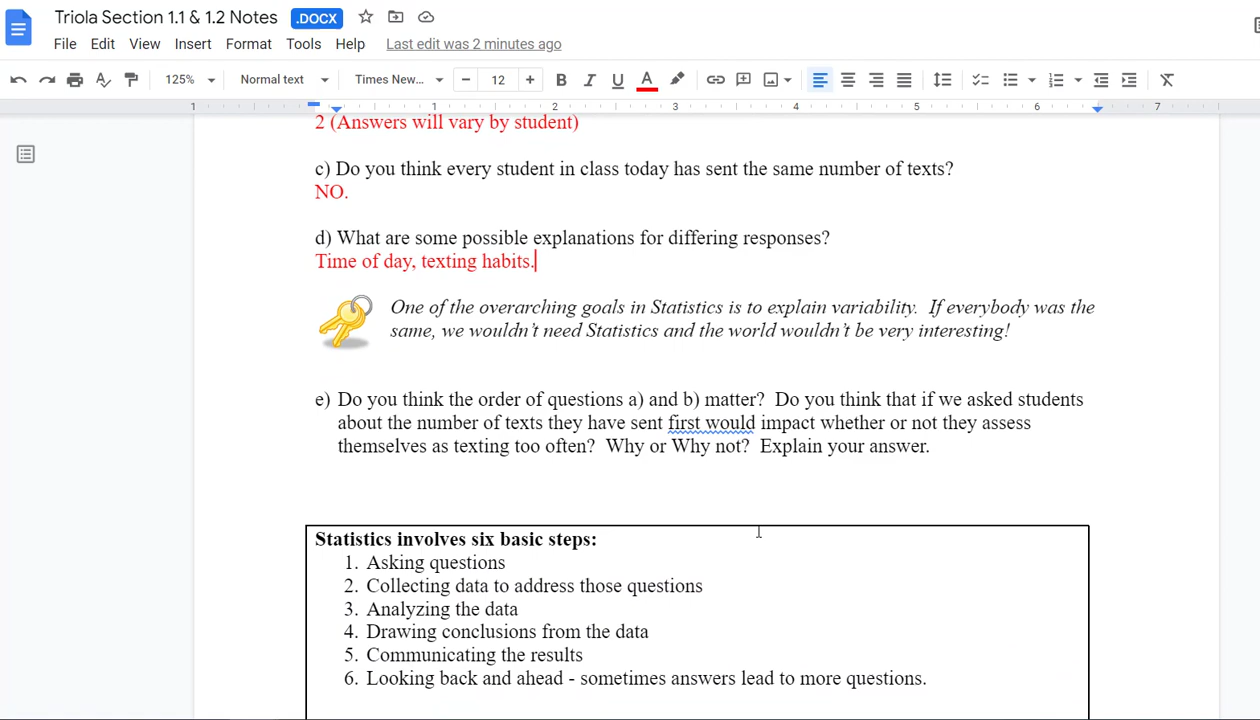 Triola Section 1.1 & 1.2 Notes .DOCX
File Edit View Insert Format Tools Help Last edit was 2 minutes ago
125% Normal text Times New... 12 B I U A
1 1 2 3 4 5 6 7
2 (Answers will vary by student)
c) Do you think every student in class today has sent the same number of texts?
NO.
d) What are some possible explanations for differing responses?
Time of day, texting habits.
One of the overarching goals in Statistics is to explain variability. If everybody was the
same, we wouldn't need Statistics and the world wouldn't be very interesting!
e) Do you think the order of questions a) and b) matter? Do you think that if we asked students
about the number of texts they have sent first would impact whether or not they assess
themselves as texting too often? Why or Why not? Explain your answer.
Statistics involves six basic steps:
1. Asking questions
2. Collecting data to address those questions
3. Analyzing the data
4. Drawing conclusions from the data
5. Communicating the results
6. Looking back and ahead - sometimes answers lead to more questions.